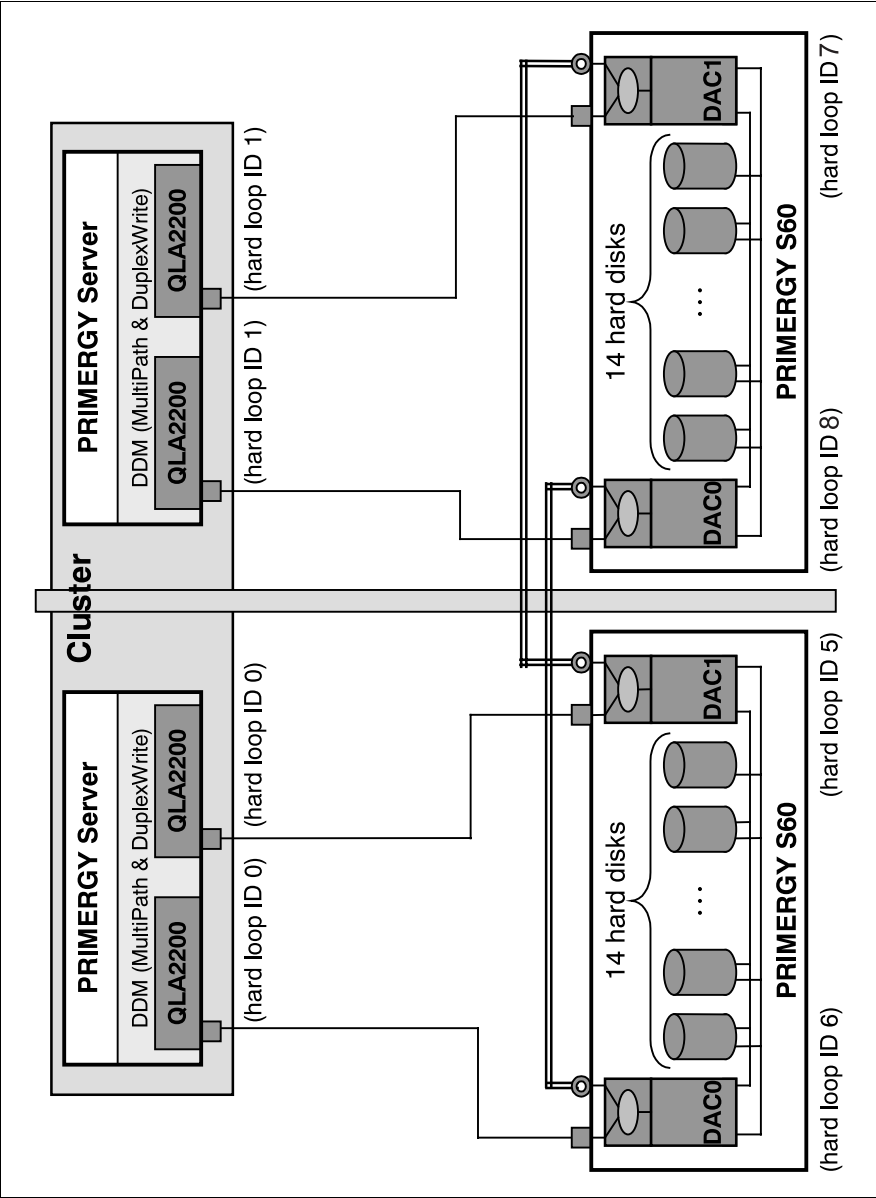 Cluster
PRIMERGY Server
DDM (MultiPath & DuplexWrite)
QLA2200
QLA2200
(hard loop ID 0)
(hard loop ID 0)
PRIMERGY Server
DDM (MultiPath & DuplexWrite)
QLA2200
QLA2200
(hard loop ID 1)
(hard loop ID 1)
DAC0
14 hard disks
...
DAC1
PRIMERGY S60
(hard loop ID 6)
(hard loop ID 5)
DAC0
14 hard disks
...
DAC1
PRIMERGY S60
(hard loop ID 8)
(hard loop ID 7)